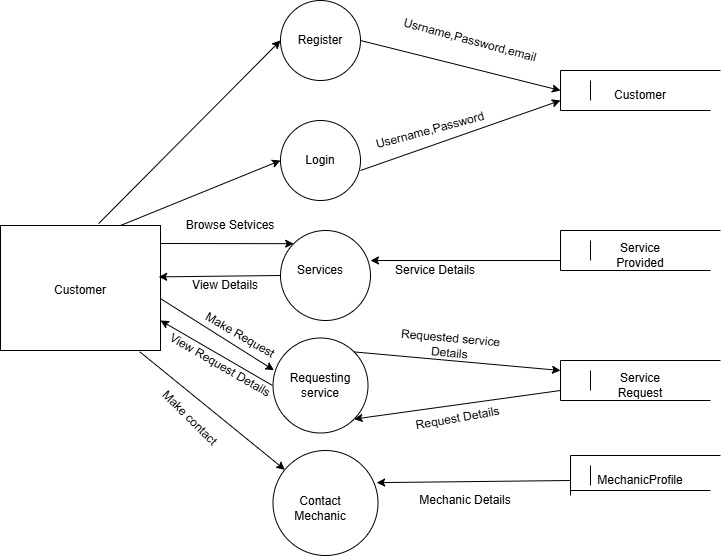 Register
Usrname,Password,email
Customer
Login
Username,Password
Browse Setvices
Customer
View Details
Services
Service Details
Service
Provided
Make Request
View Request Details
Requesting
service
Requested service
Details
Request Details
Service
Request
Make contact
Contact
Mechanic
Mechanic Details
MechanicProfile